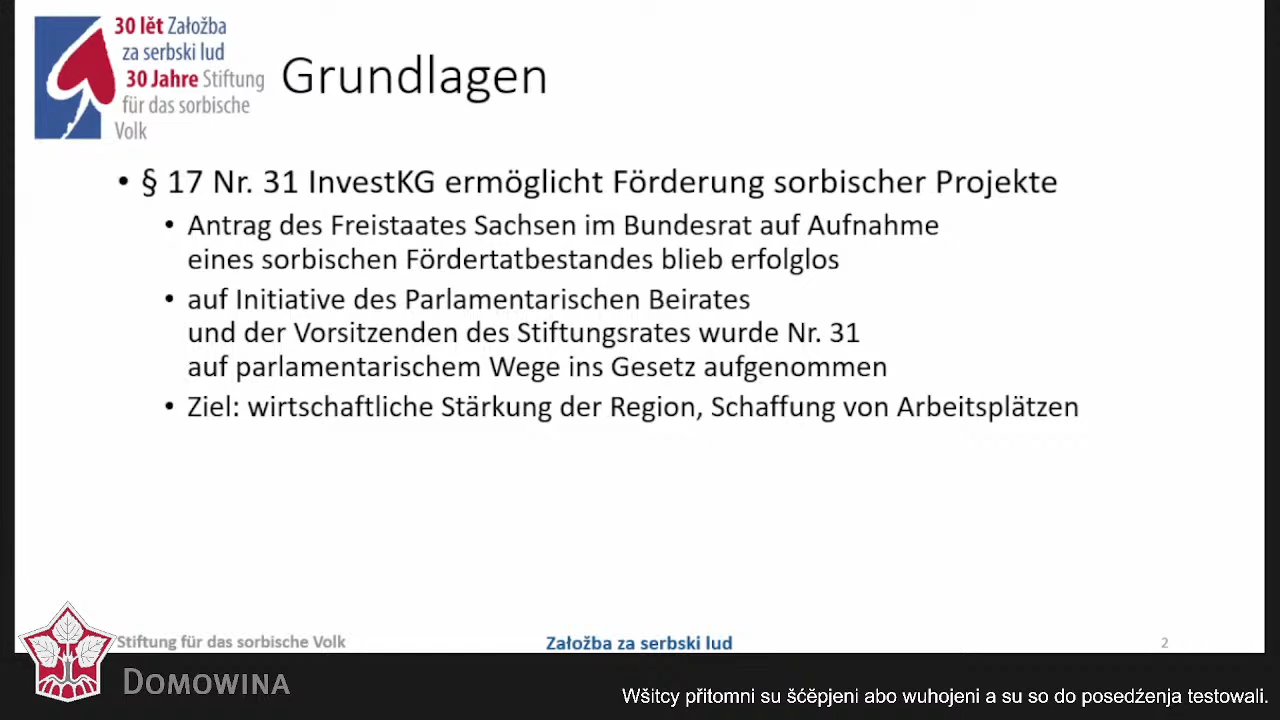 30 lět Załožba
za serbski lud
30 Jahre Stiftung
für das sorbische
Volk
Grundlagen
• § 17 Nr. 31 InvestKG ermöglicht Förderung sorbischer Projekte
• Antrag des Freistaates Sachsen im Bundesrat auf Aufnahme
eines sorbischen Fördertatbestandes blieb erfolglos
• auf Initiative des Parlamentarischen Beirates
und der Vorsitzenden des Stiftungsrates wurde Nr. 31
auf parlamentarischem Wege ins Gesetz aufgenommen
• Ziel: wirtschaftliche Stärkung der Region, Schaffung von Arbeitsplätzen
Stiftung für das sorbische Volk
Załožba za serbski lud
2
DOMOWINA
Wšitcy přitomni su šćěpjeni abo wuhojeni a su so do posedźenja testowali.